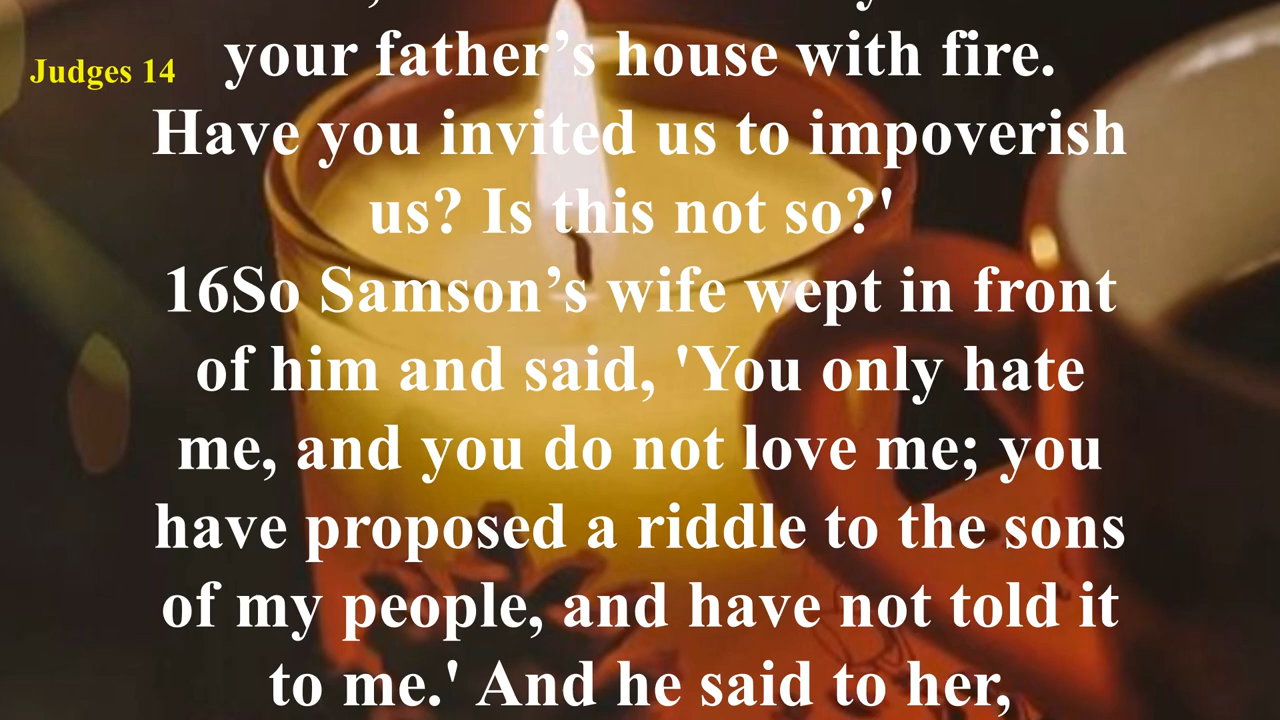 Judges 14
your father’s house with fire.
Have you invited us to impoverish
us? Is this not so?'
16So Samson’s wife wept in front
of him and said, 'You only hate
me, and you do not love me; you
have proposed a riddle to the sons
of my people, and have not told it
to me.' And he said to her,